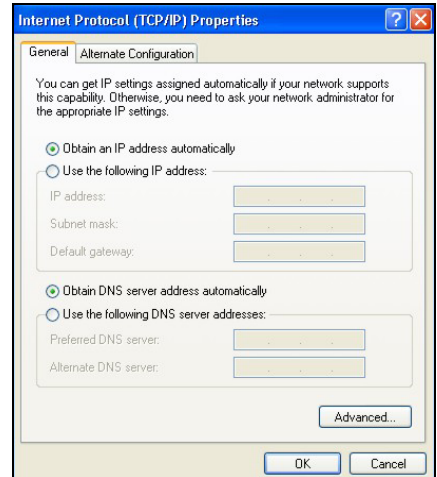 Internet Protocol (TCP/IP) Properties
General Alternate Configuration
You can get IP settings assigned automatically if your network supports
this capability. Otherwise, you need to ask your network administrator for
the appropriate IP settings.
Obtain an IP address automatically
Use the following IP address:
IP address:
Subnet mask:
Default gateway:
Obtain DNS server address automatically
Use the following DNS server addresses:
Preferred DNS server:
Alternate DNS server:
Advanced...
OK Cancel